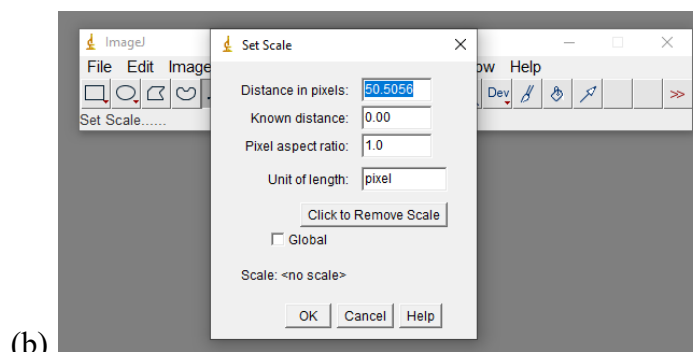 ImageJ
Set Scale
File Edit Image
ow Help
Dev
>>
Set Scale......
Distance in pixels: 50.5056
Known distance: 0.00
Pixel aspect ratio: 1.0
Unit of length: pixel
Click to Remove Scale
Global
Scale: <no scale>
OK Cancel Help
(b)